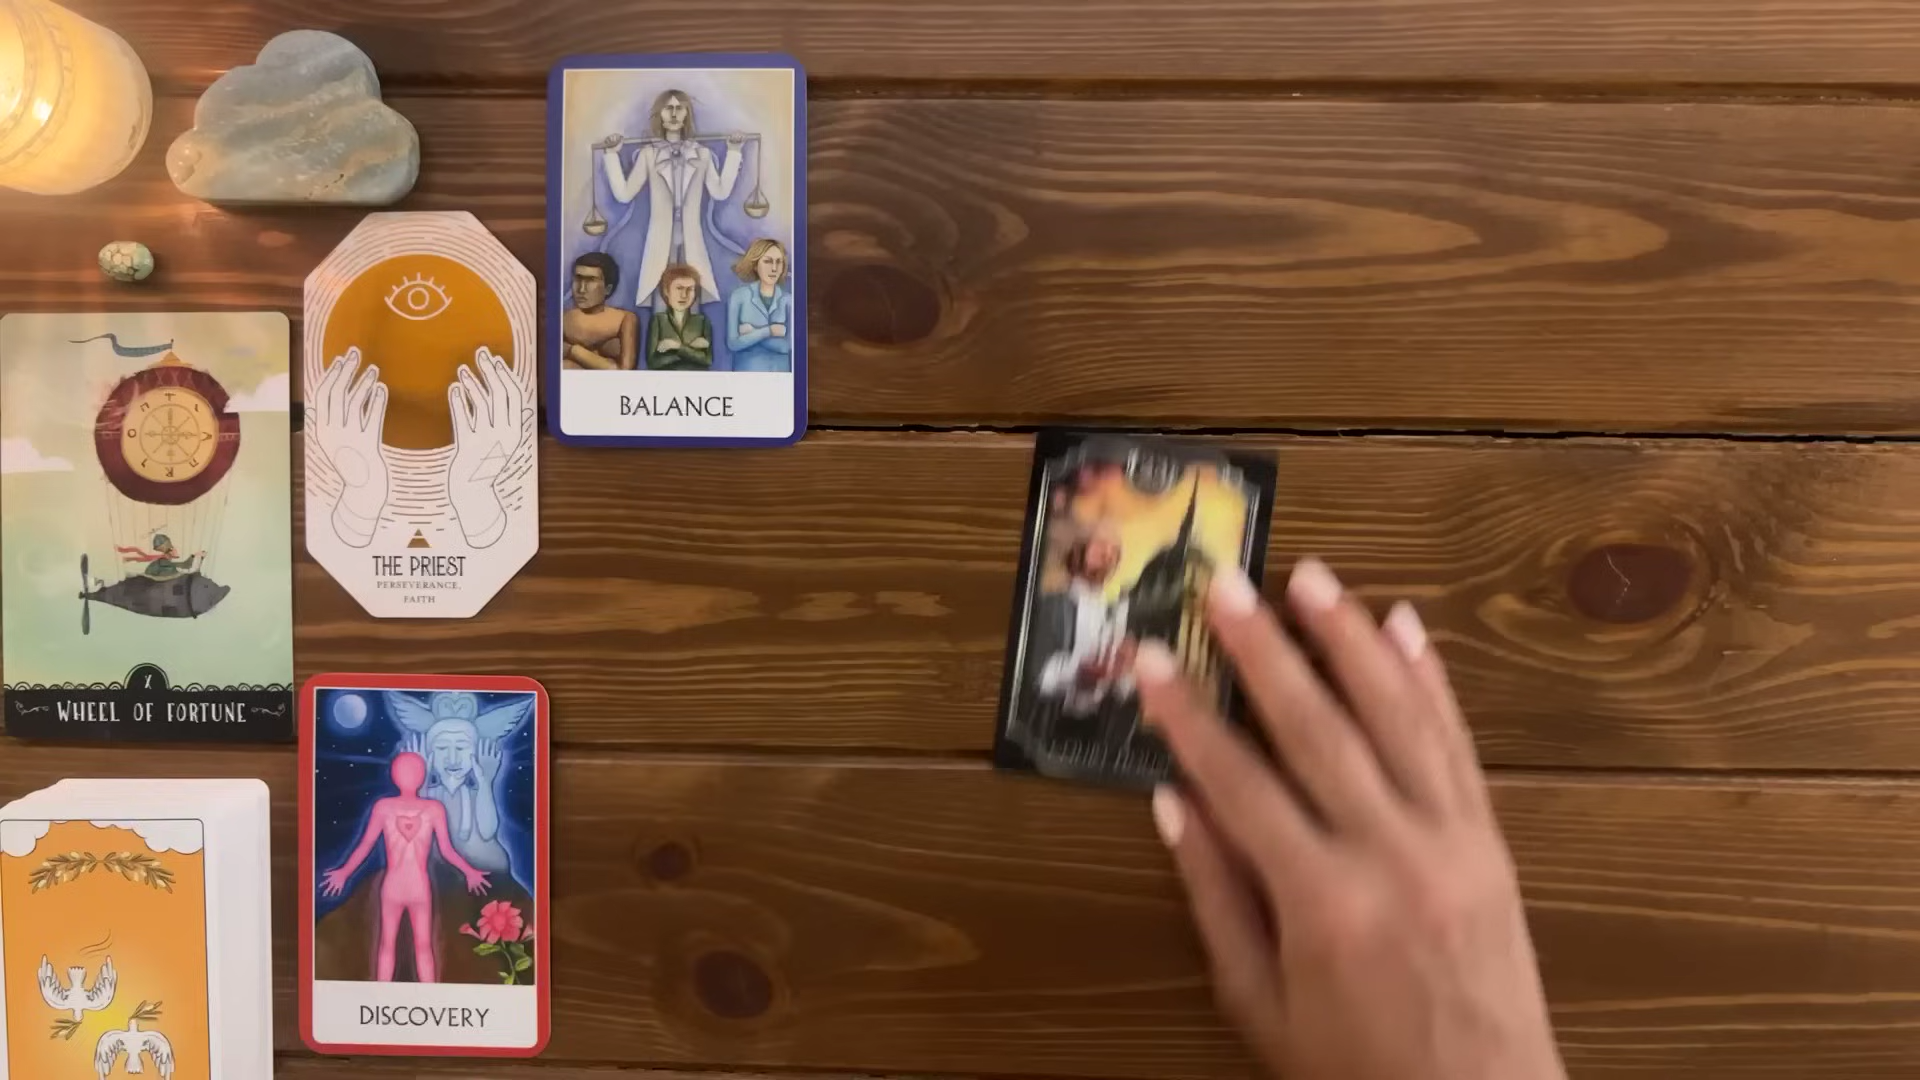 BALANCE
THE PRIEST
PERSEVERANCE,
FAITH
X
WHEEL OF FORTUNE
DISCOVERY